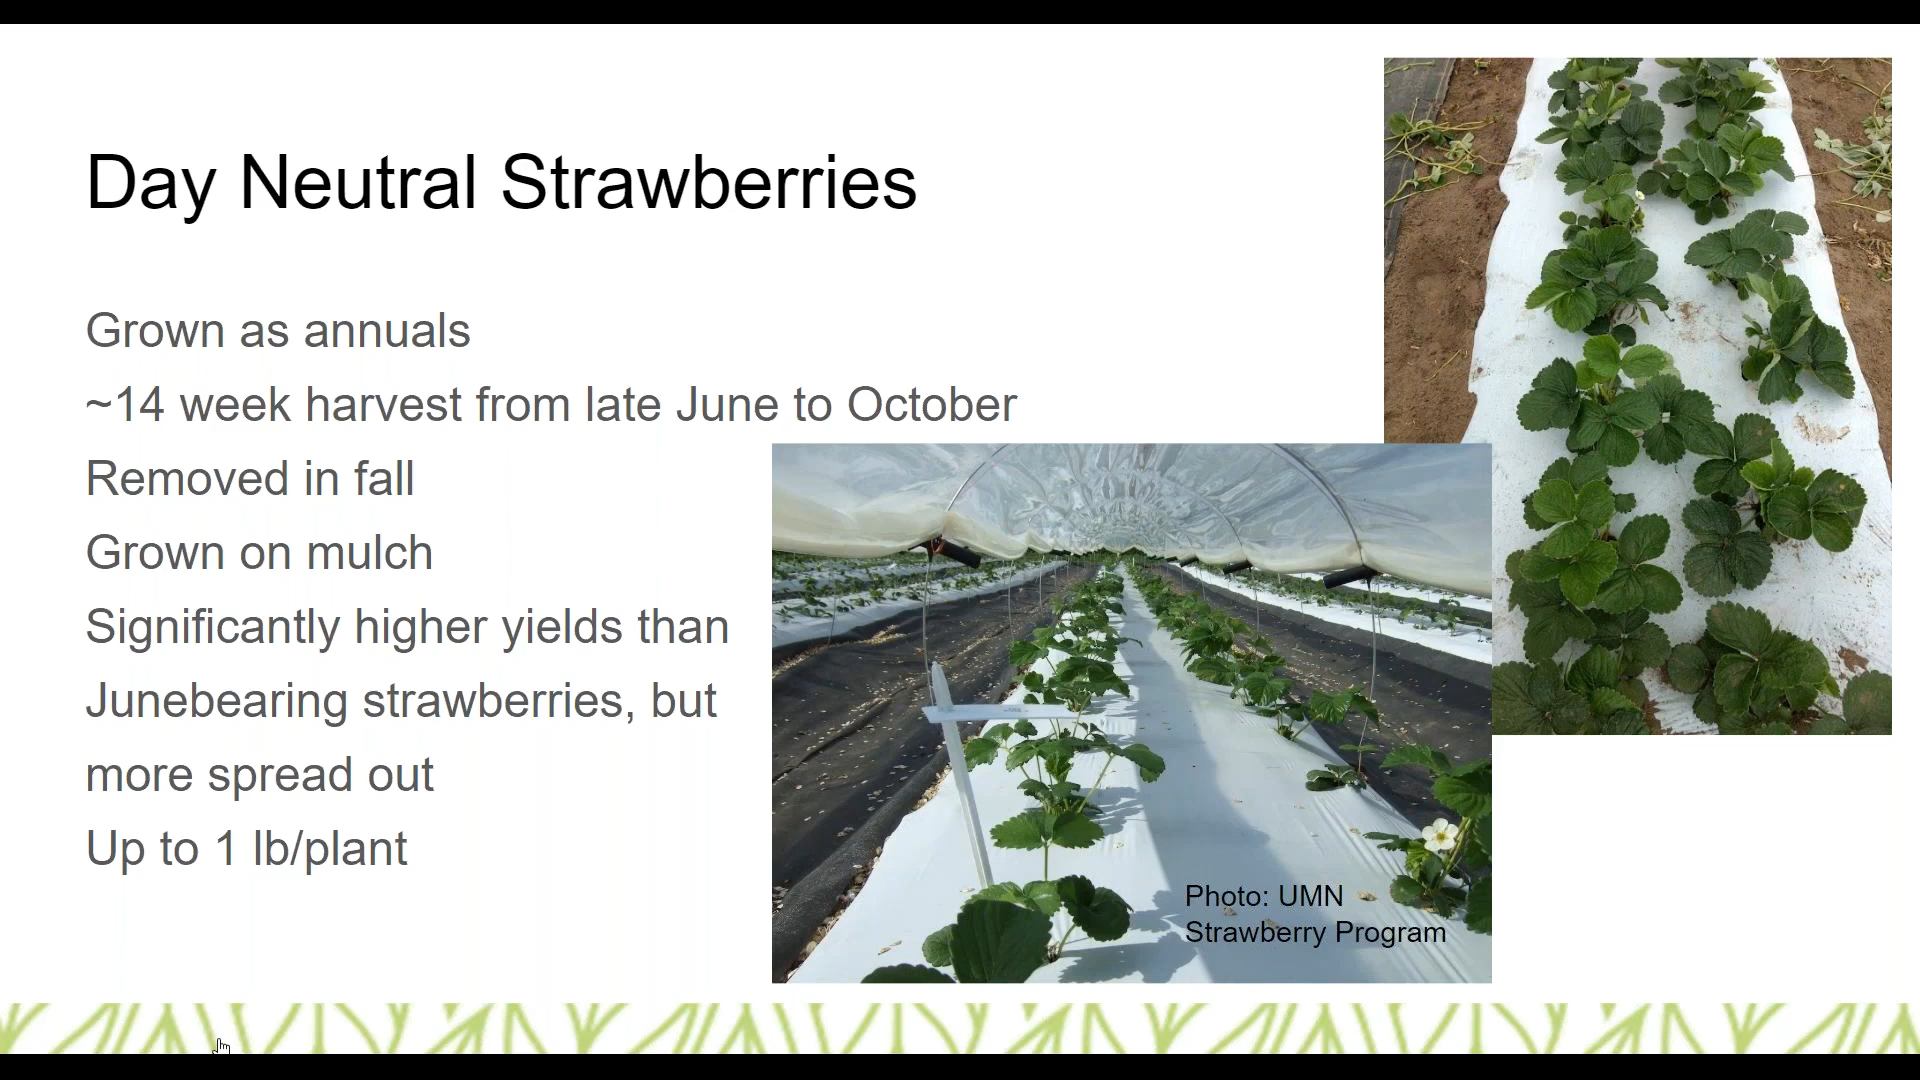 Day Neutral Strawberries
Grown as annuals
~14 week harvest from late June to October
Removed in fall
Grown on mulch
Significantly higher yields than
Junebearing strawberries, but
more spread out
Up to 1 lb/plant
Photo: UMN
Strawberry Program